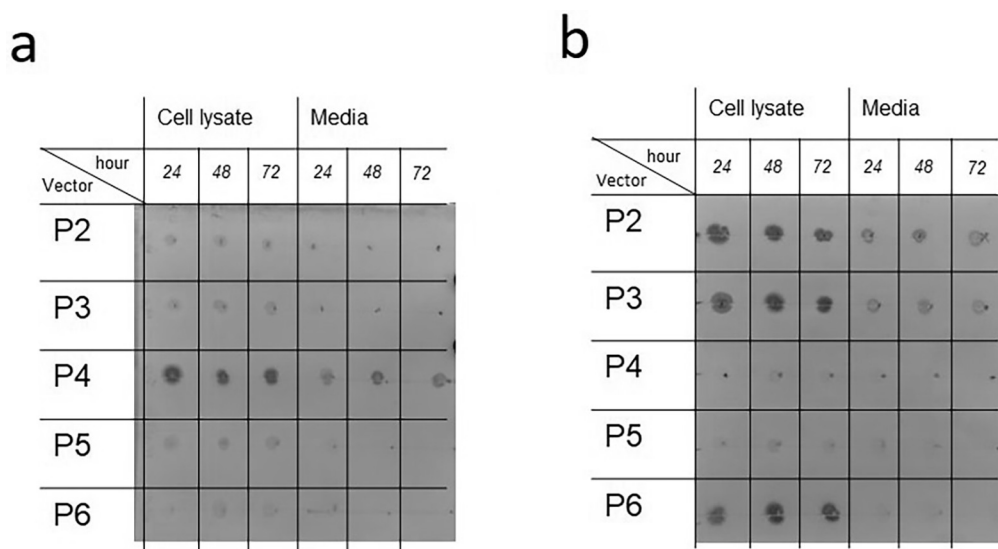 a
Cell lysate Media
hour
Vector
24 48 72 24 48 72
P2
P3
P4
P5
P6
b
Cell lysate Media
hour
Vector
24 48 72 24 48 72
P2
P3
P4
P5
P6